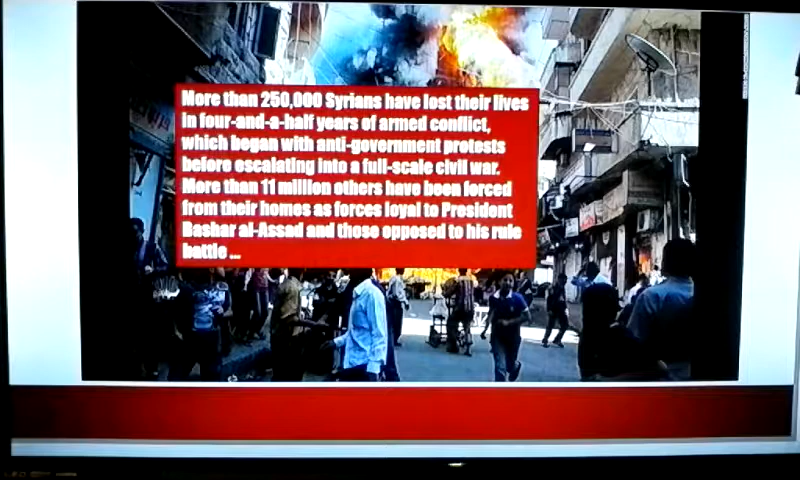 More than 250,000 Syrians have lost their lives
in four-and-a-half years of armed conflict,
which began with anti-government protests
before escalating into a full-scale civil war.
More than 11 million others have been forced
from their homes as forces loyal to President
Bashar al-Assad and those opposed to his rule
battle ...